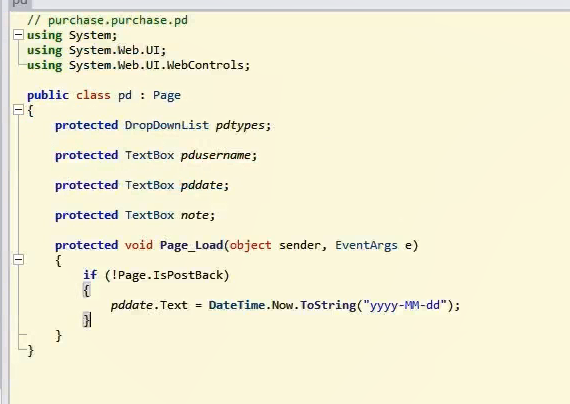 pd
// purchase.purchase.pd
using System;
using System.Web.UI;
using System.Web.UI.WebControls;
public class pd : Page
{
protected DropDownList pdtypes;
protected TextBox pdusername;
protected TextBox pddate;
protected TextBox note;
protected void Page_Load(object sender, EventArgs e)
{
if (!Page.IsPostBack)
{
pddate.Text = DateTime.Now.ToString("yyyy-MM-dd");
}
}
}